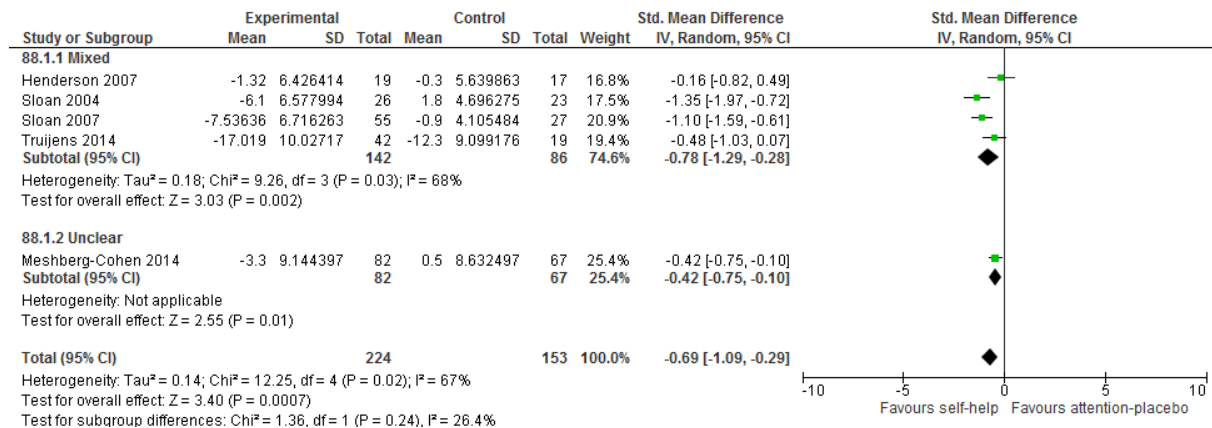 Experimental Control Std. Mean Difference Std. Mean Difference
Study or Subgroup Mean SD Total Mean SD Total Weight IV, Random, 95% CI IV, Random, 95% CI
88.1.1 Mixed
Henderson 2007 -1.32 6.426414 19 -0.3 5.639863 17 16.8% -0.16 [-0.82, 0.49]
Sloan 2004 -6.1 6.577994 26 1.8 4.696275 23 17.5% -1.35 [-1.97, -0.72]
Sloan 2007 -7.53636 6.716263 55 -0.9 4.105484 27 20.9% -1.10 [-1.59, -0.61]
Truijens 2014 -17.019 10.02717 42 -12.3 9.099176 19 19.4% -0.48 [-1.03, 0.07]
Subtotal (95% CI) 142 86 74.6% -0.78 [-1.29, -0.28]
Heterogeneity: Tau² = 0.18; Chi² = 9.26, df = 3 (P = 0.03); I² = 68%
Test for overall effect: Z = 3.03 (P = 0.002)
88.1.2 Unclear
Meshberg-Cohen 2014 -3.3 9.144397 82 0.5 8.632497 67 25.4% -0.42 [-0.75, -0.10]
Subtotal (95% CI) 82 67 25.4% -0.42 [-0.75, -0.10]
Heterogeneity: Not applicable
Test for overall effect: Z = 2.55 (P = 0.01)
Total (95% CI) 224 153 100.0% -0.69 [-1.09, -0.29]
Heterogeneity: Tau² = 0.14; Chi² = 12.25, df = 4 (P = 0.02); I² = 67%
Test for overall effect: Z = 3.40 (P = 0.0007)
Test for subgroup differences: Chi² = 1.36, df = 1 (P = 0.24), I² = 26.4%
-10 -5 0 5 10
Favours self-help Favours attention-placebo